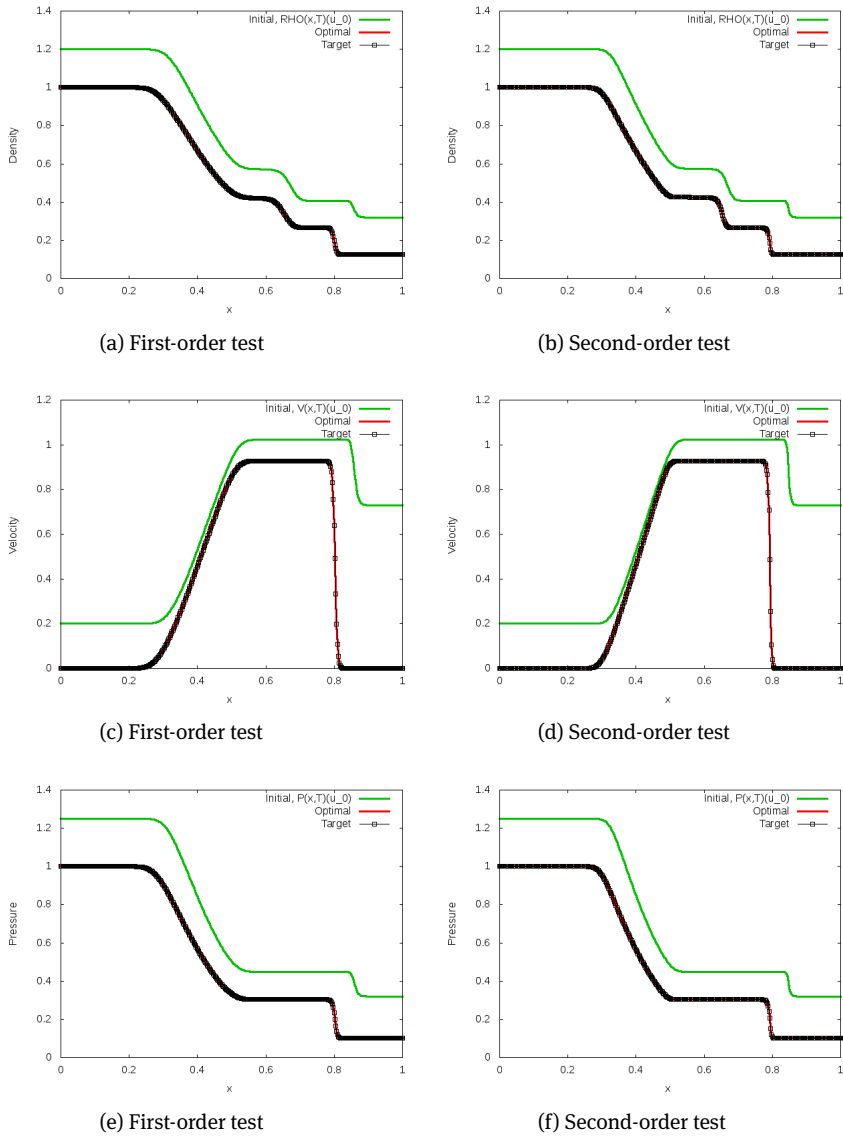 Initial, RHO(x,T)(u_0)
Optimal
Target
Density
0
0.2
0.4
0.6
0.8
1
1.2
1.4
0 0.2 0.4 0.6 0.8 1
x
(a) First-order test
Initial, RHO(x,T)(u_0)
Optimal
Target
Density
0
0.2
0.4
0.6
0.8
1
1.2
1.4
0 0.2 0.4 0.6 0.8 1
x
(b) Second-order test
Initial, V(x,T)(u_0)
Optimal
Target
Velocity
0
0.2
0.4
0.6
0.8
1
1.2
0 0.2 0.4 0.6 0.8 1
x
(c) First-order test
Initial, V(x,T)(u_0)
Optimal
Target
Velocity
0
0.2
0.4
0.6
0.8
1
1.2
0 0.2 0.4 0.6 0.8 1
x
(d) Second-order test
Initial, P(x,T)(u_0)
Optimal
Target
Pressure
0
0.2
0.4
0.6
0.8
1
1.2
1.4
0 0.2 0.4 0.6 0.8 1
x
(e) First-order test
Initial, P(x,T)(u_0)
Optimal
Target
Pressure
0
0.2
0.4
0.6
0.8
1
1.2
1.4
0 0.2 0.4 0.6 0.8 1
x
(f) Second-order test